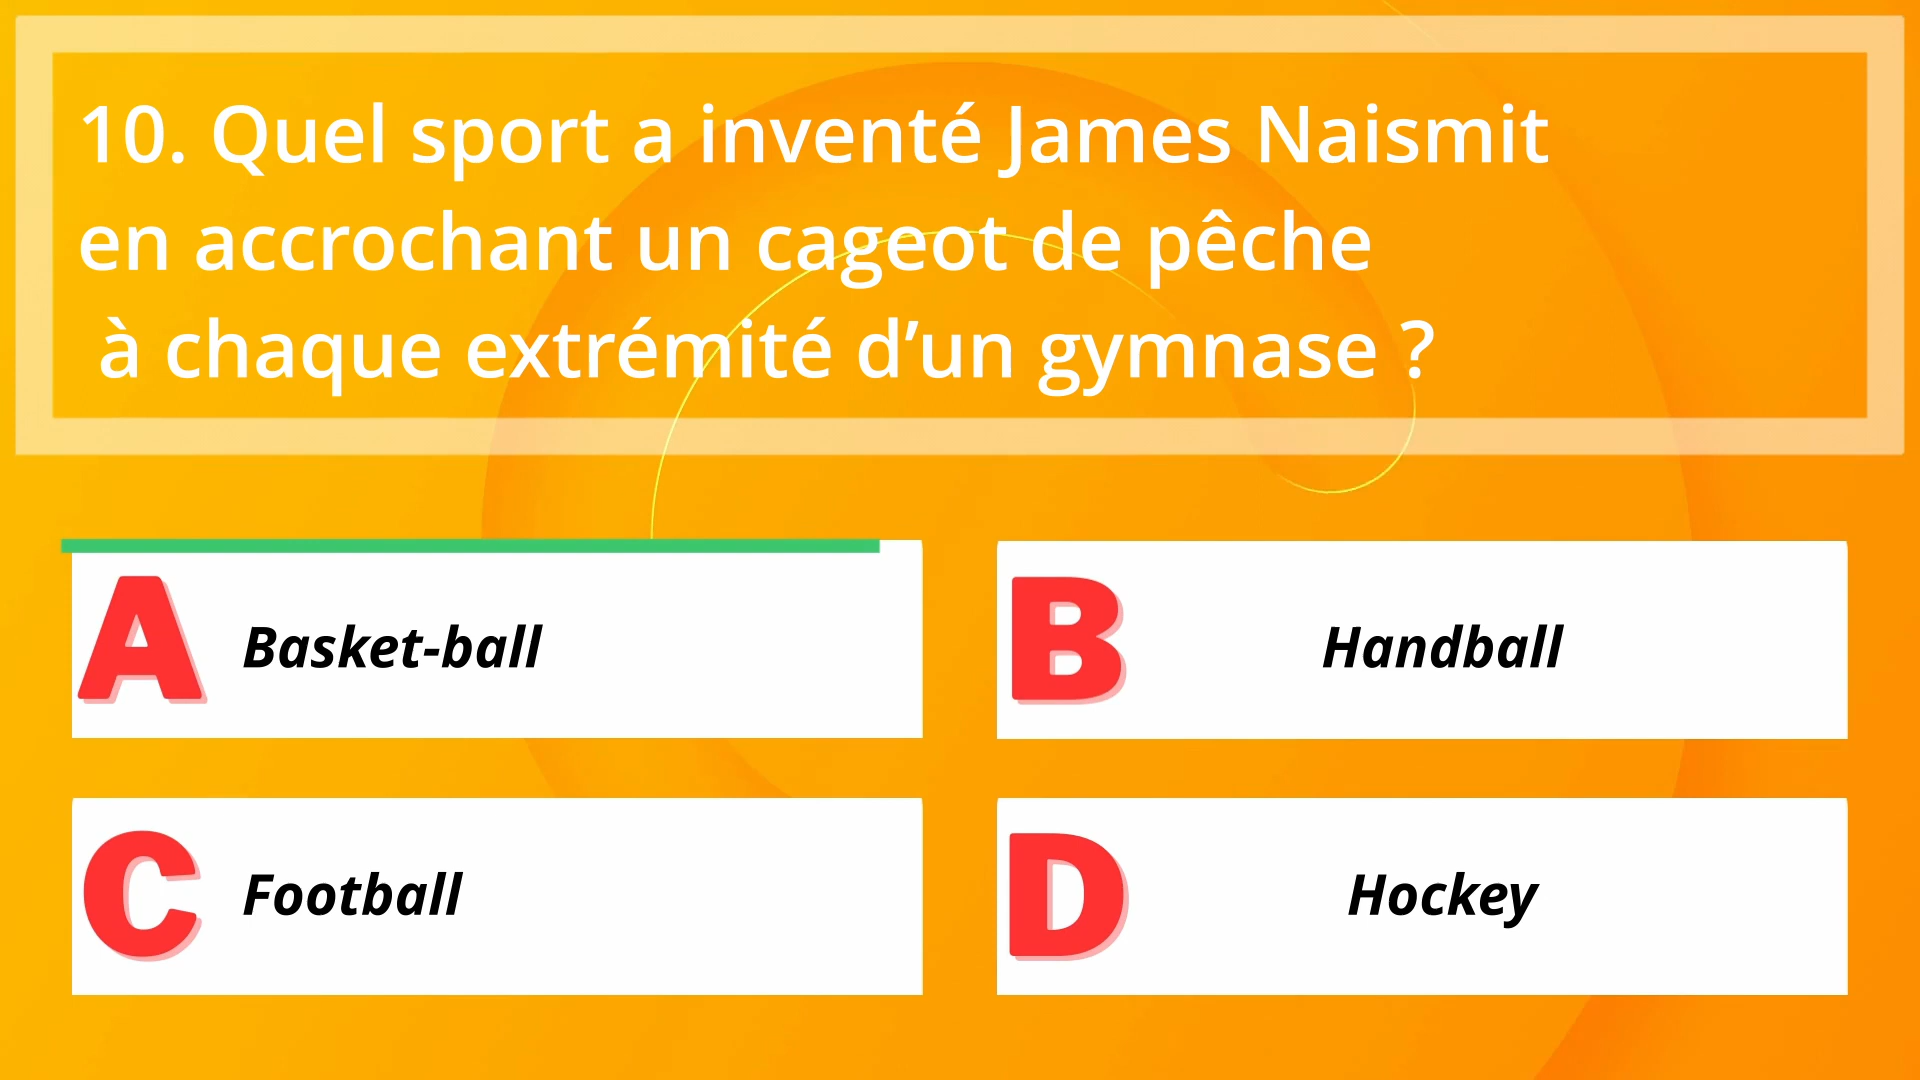 10. Quel sport a inventé James Naismit
en accrochant un cageot de pêche
à chaque extrémité d’un gymnase ?
A Basket-ball
B Handball
C Football
D Hockey